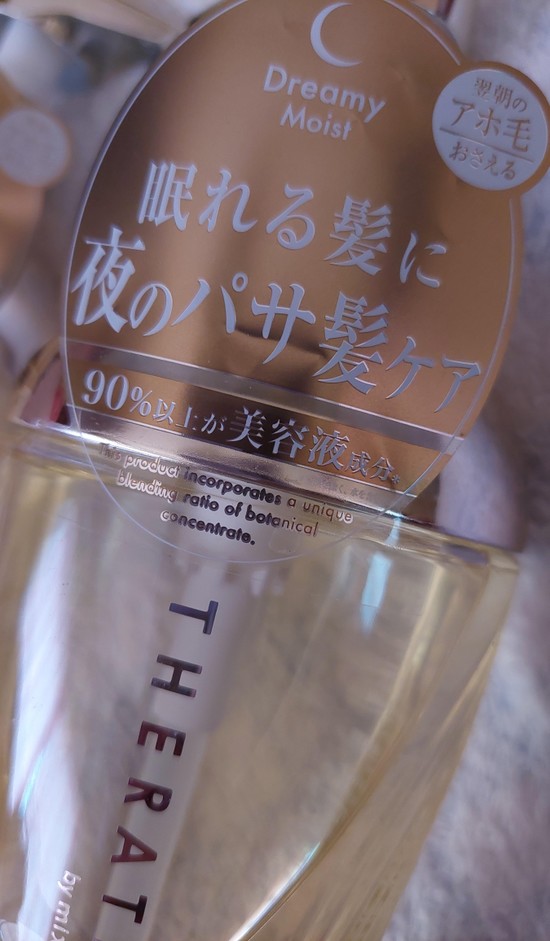 Dreamy
Moist
翌朝の
アホ毛
おさえる
眠れる髪に
夜のパサ髪ケア
90%以上が美容液成分
This product incorporates a unique
blending ratio of botanical
concentrate.
THERAT
by mix